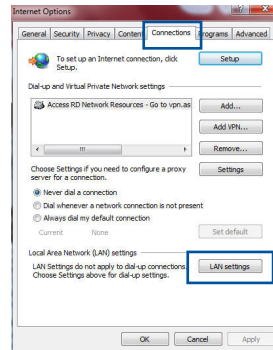 Internet Options
General Security Privacy Content Connections Programs Advanced
To set up an Internet connection, click
Setup.
Setup
Dial-up and Virtual Private Network settings
Access RD Network Resources - Go to vpn.as
Add...
Add VPN...
Remove...
Choose Settings if you need to configure a proxy
server for a connection.
Settings
Never dial a connection
Dial whenever a network connection is not present
Always dial my default connection
Current None
Set default
Local Area Network (LAN) settings
LAN Settings do not apply to dial-up connections.
Choose Settings above for dial-up settings.
LAN settings
OK Cancel Apply